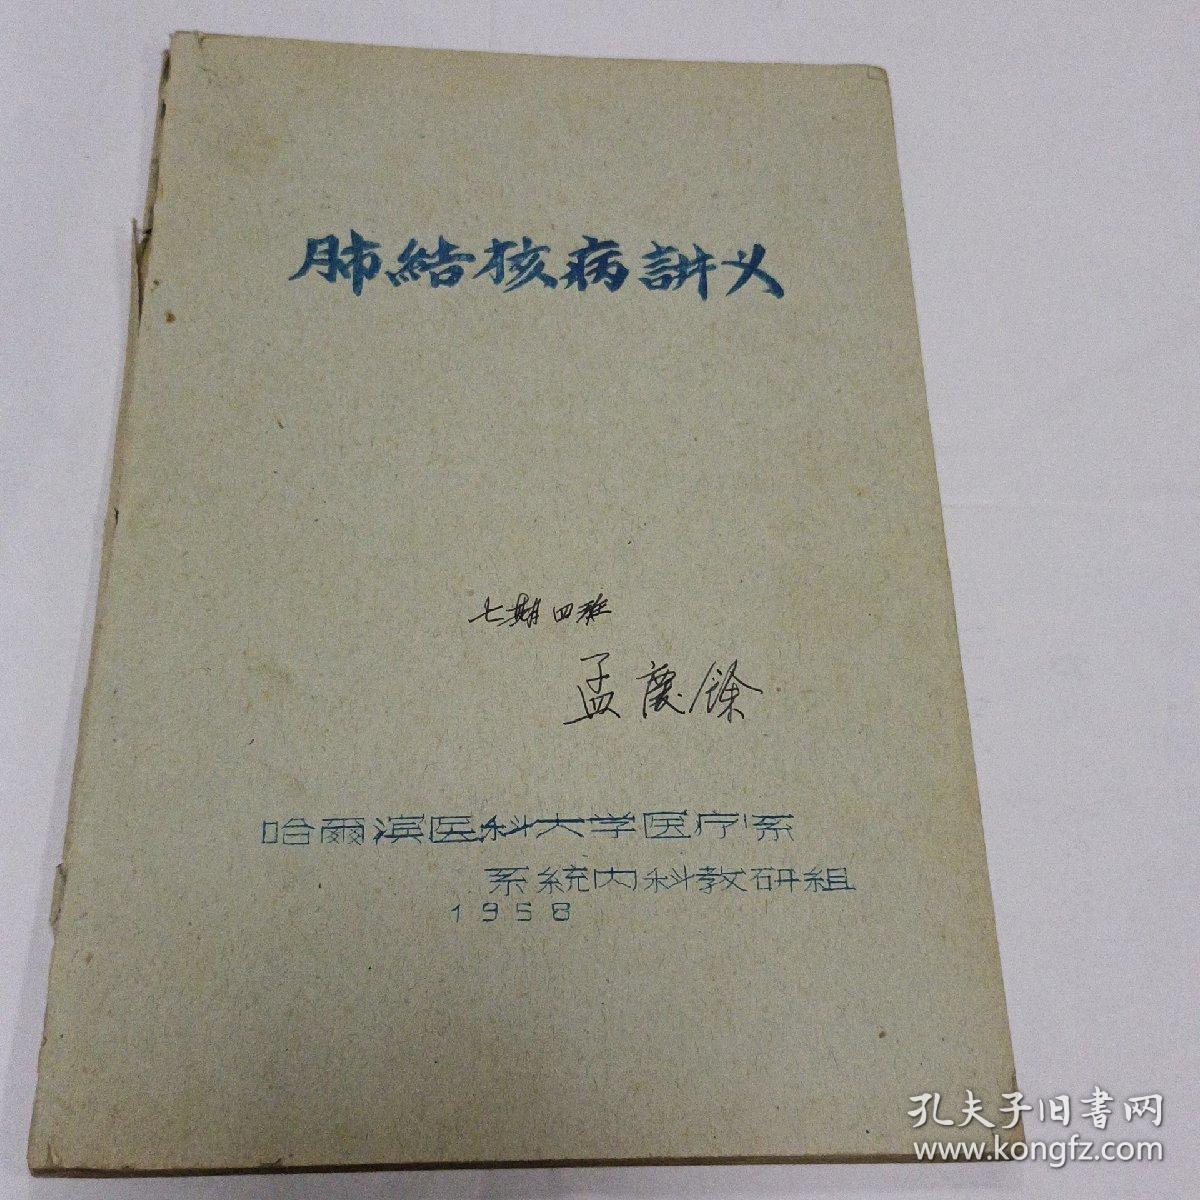 肺結核病講义
七期四班
孟慶餘
哈爾滨医科大学医疗系
系統内科教研組
1958
孔夫子旧書网
www.kongfz.com